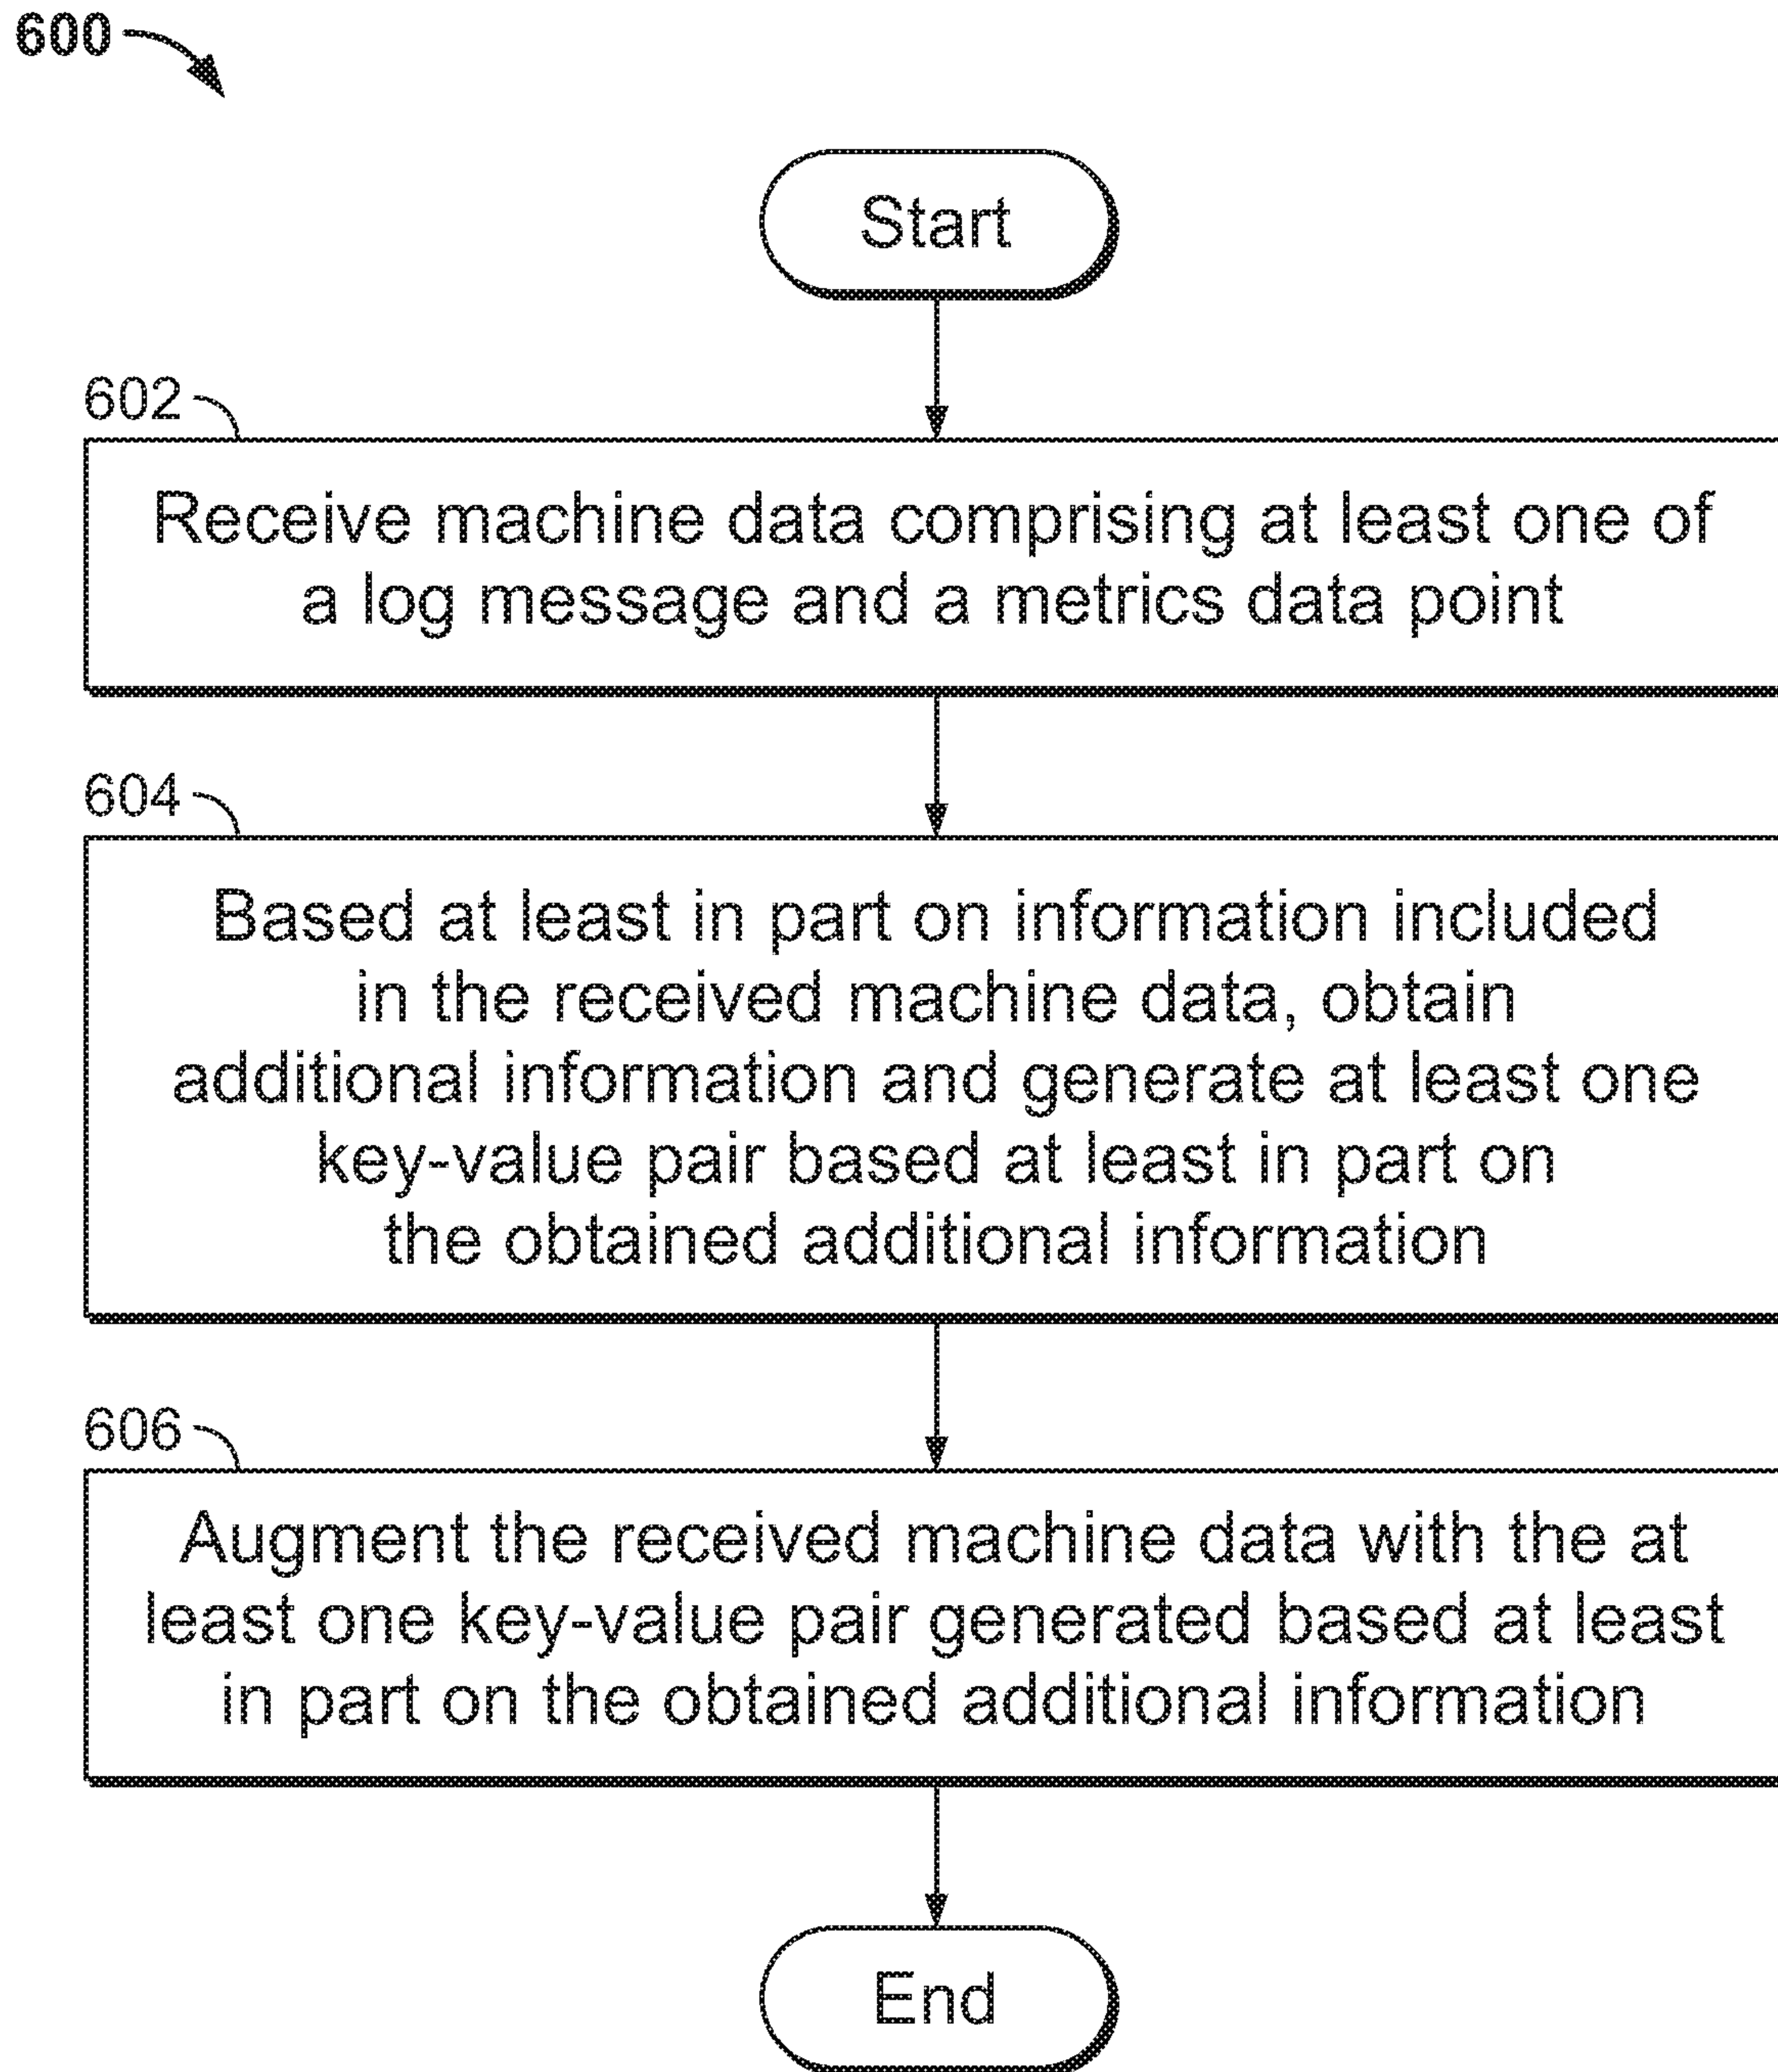 600
Start
602
Receive machine data comprising at least one of
a log message and a metrics data point
604
Based at least in part on information included
in the received machine data, obtain
additional information and generate at least one
key-value pair based at least in part on
the obtained additional information
606
Augment the received machine data with the at
least one key-value pair generated based at least
in part on the obtained additional information
End